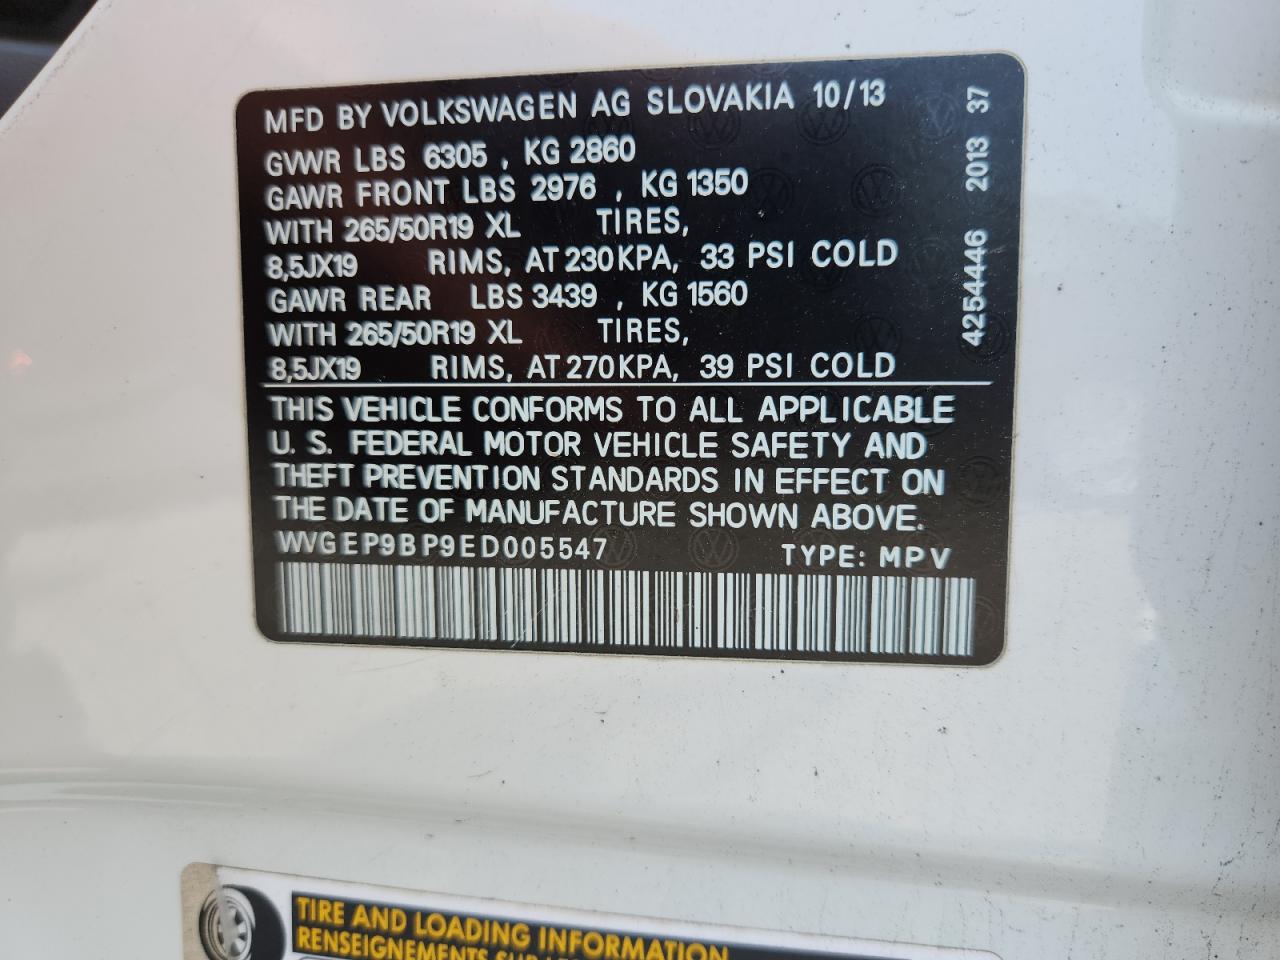 MFD BY VOLKSWAGEN AG SLOVAKIA 10/13
GVWR LBS 6305 , KG 2860
GAWR FRONT LBS 2976 , KG 1350
WITH 265/50R19 XL TIRES,
8,5JX19 RIMS, AT 230KPA, 33 PSI COLD
GAWR REAR LBS 3439 , KG 1560
WITH 265/50R19 XL TIRES,
8,5JX19 RIMS, AT 270KPA, 39 PSI COLD
4254446 2013 37
THIS VEHICLE CONFORMS TO ALL APPLICABLE
U. S. FEDERAL MOTOR VEHICLE SAFETY AND
THEFT PREVENTION STANDARDS IN EFFECT ON
THE DATE OF MANUFACTURE SHOWN ABOVE.
WVGEP9BP9ED005547 TYPE: MPV
TIRE AND LOADING INFORMATION
RENSEIGNEMENTS SUR